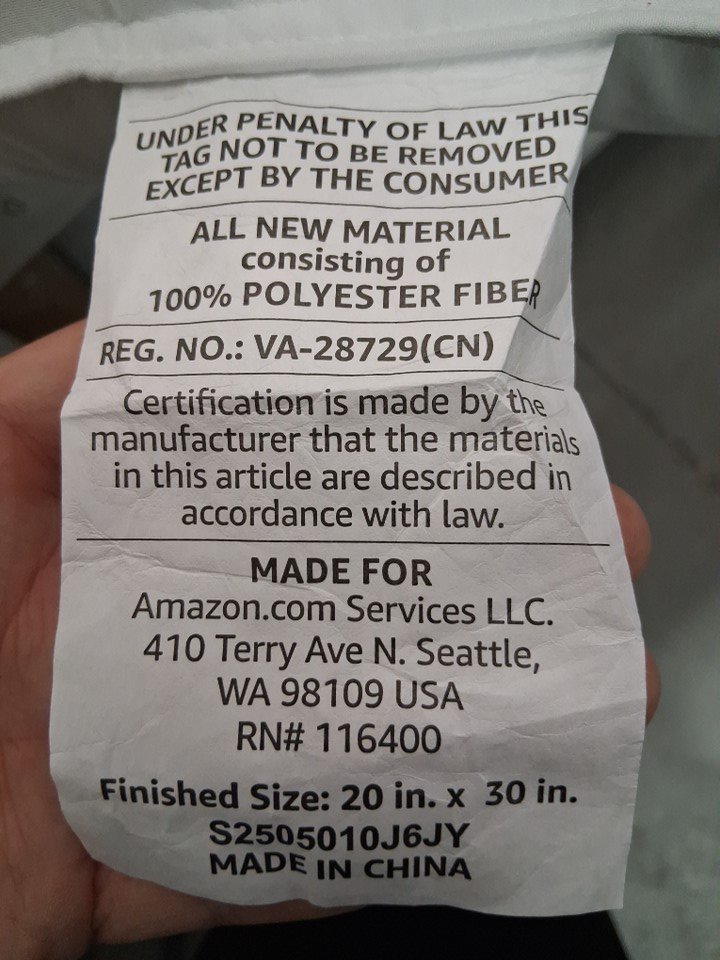 UNDER PENALTY OF LAW THIS
TAG NOT TO BE REMOVED
EXCEPT BY THE CONSUMER
ALL NEW MATERIAL
consisting of
100% POLYESTER FIBER
REG. NO.: VA-28729(CN)
Certification is made by the
manufacturer that the materials
in this article are described in
accordance with law.
MADE FOR
Amazon.com Services LLC.
410 Terry Ave N. Seattle,
WA 98109 USA
RN# 116400
Finished Size: 20 in. x 30 in.
S2505010J6JY
MADE IN CHINA